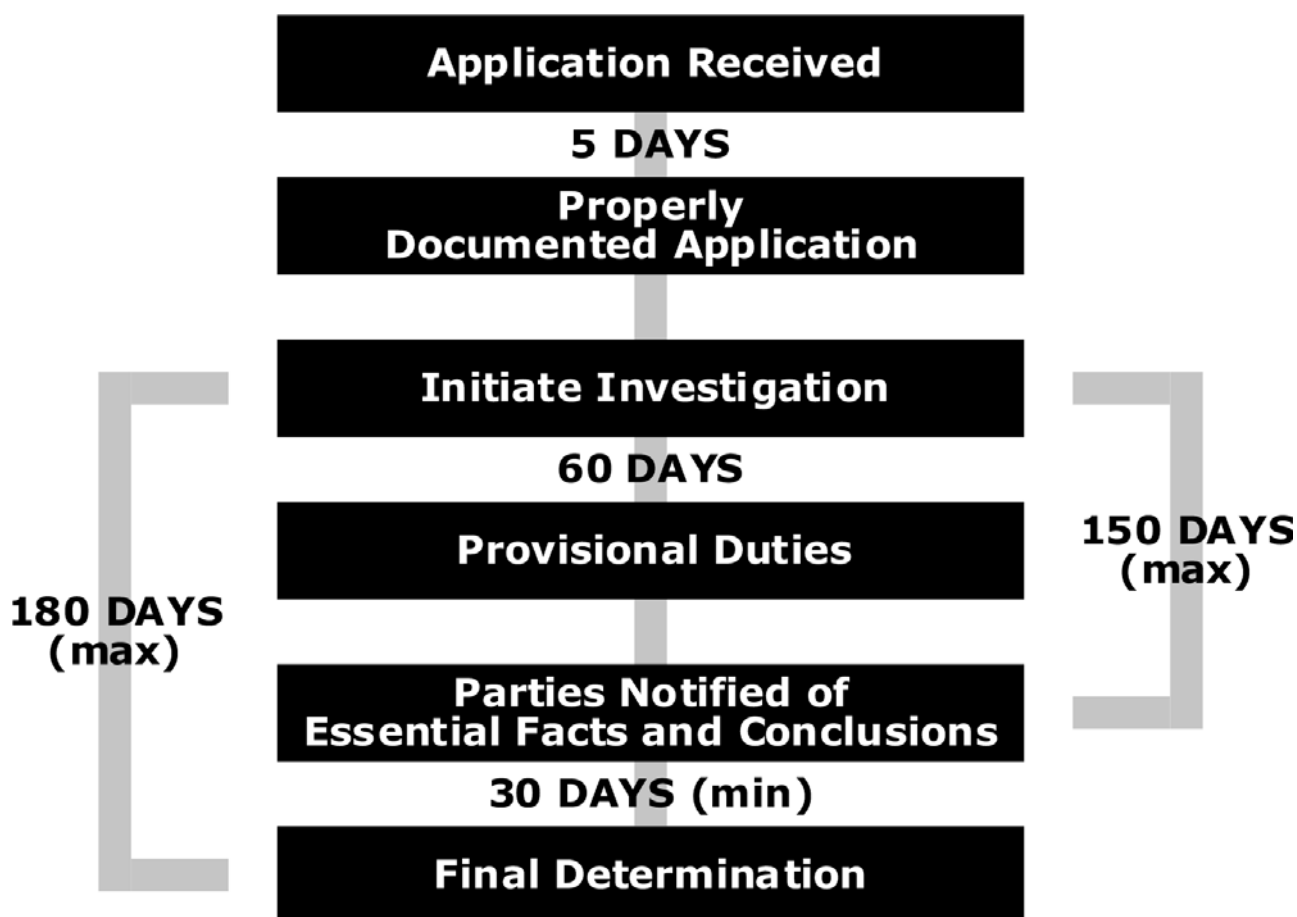 Application Received
5 DAYS
Properly
Documented Application
Initiate Investigation
60 DAYS
Provisional Duties
150 DAYS
(max)
180 DAYS
(max)
Parties Notified of
Essential Facts and Conclusions
30 DAYS (min)
Final Determination